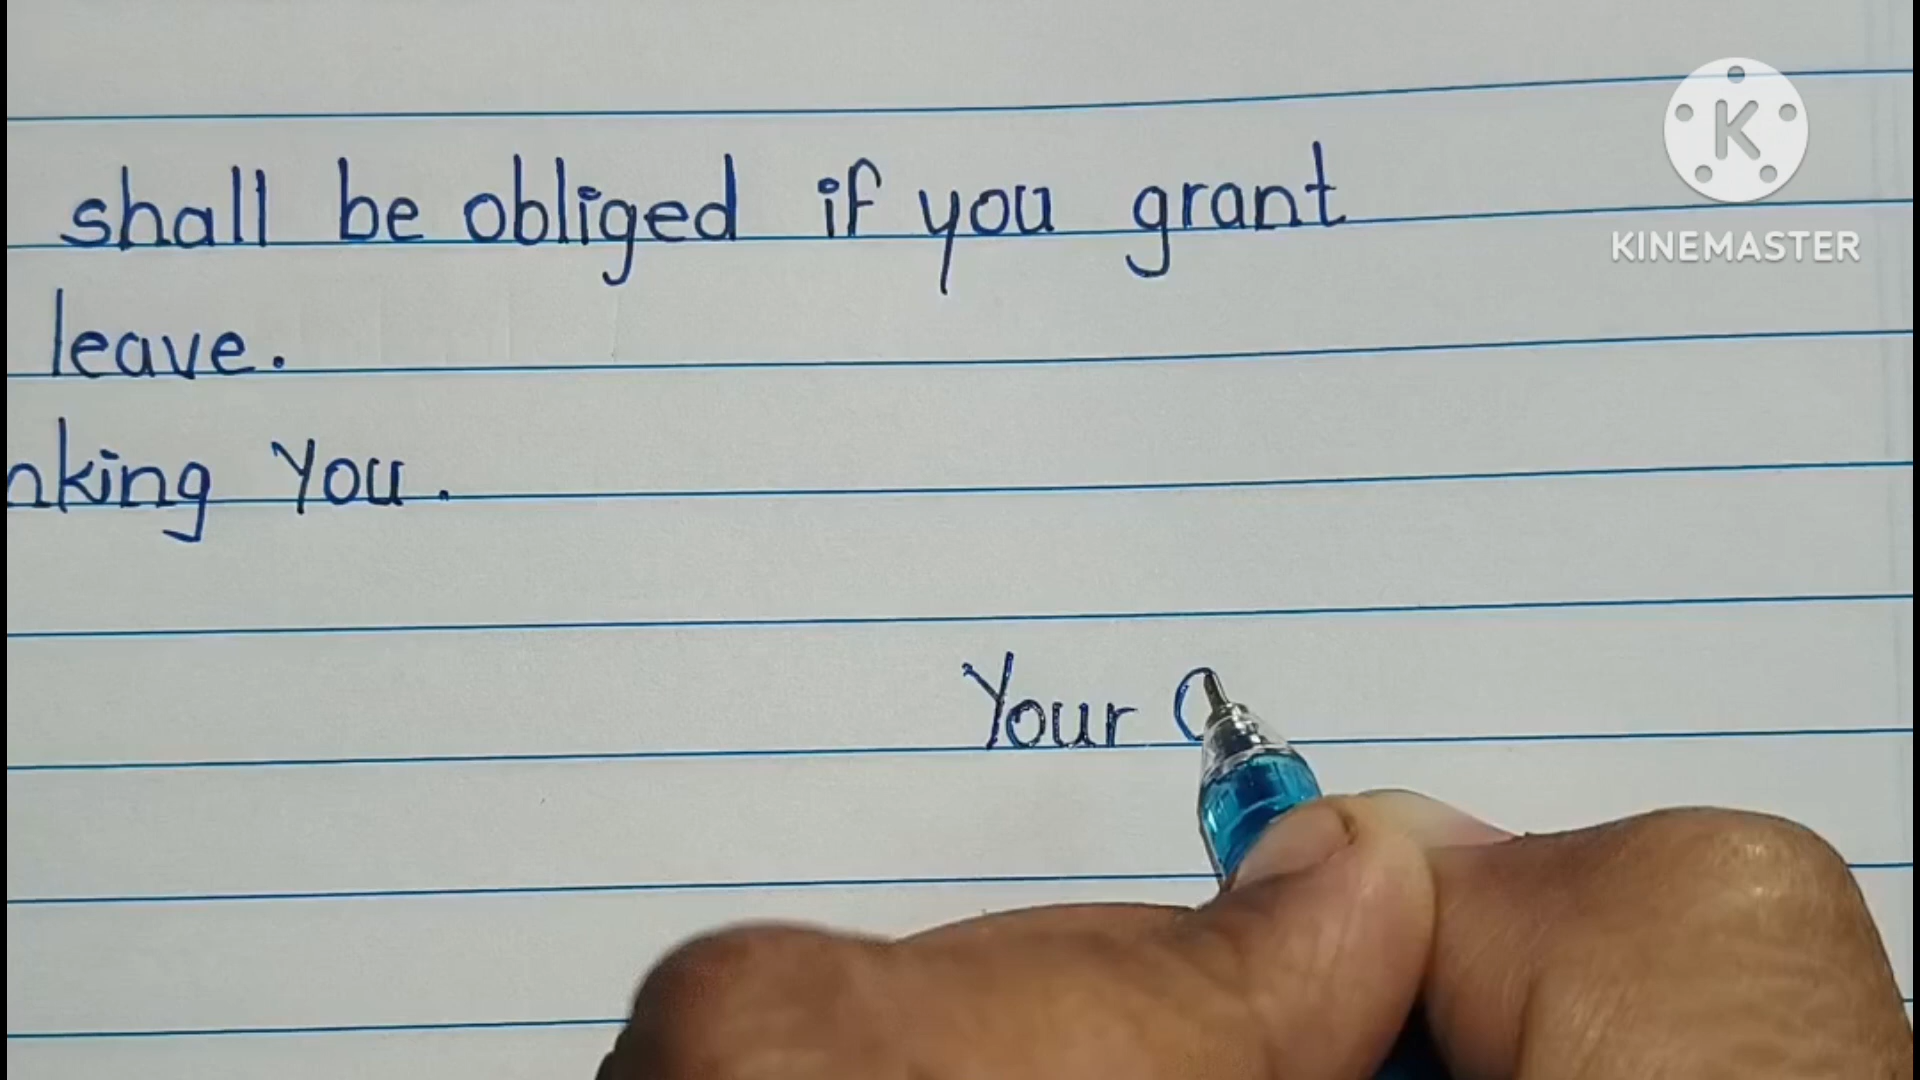 shall be obliged if you grant
leave.
nking You.
Your
K
KINEMASTER